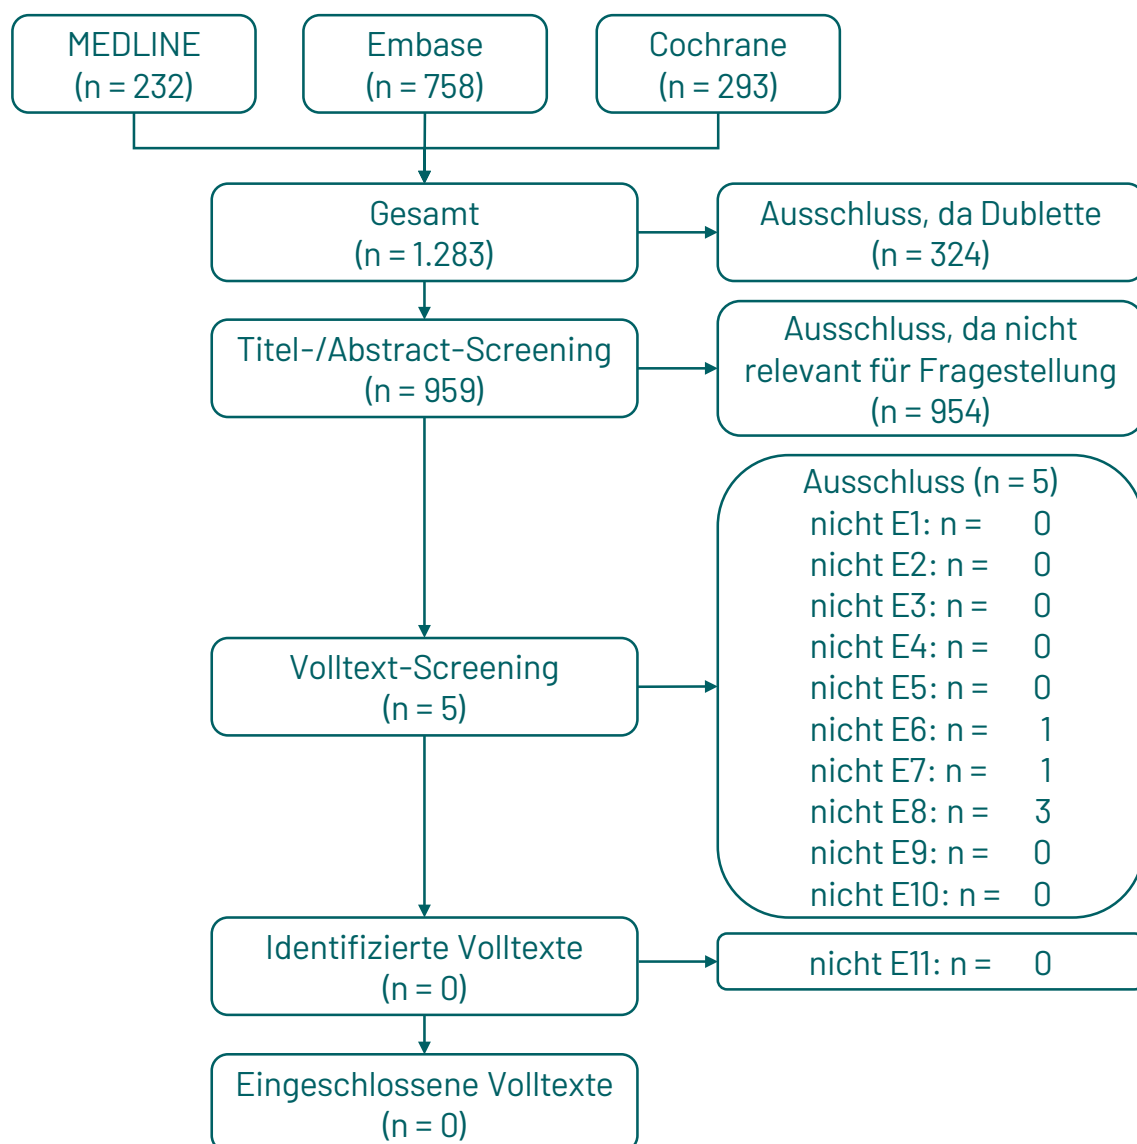 MEDLINE
(n = 232)
Embase
(n = 758)
Cochrane
(n = 293)
Gesamt
(n = 1.283)
Ausschluss, da Dublette
(n = 324)
Titel-/Abstract-Screening
(n = 959)
Ausschluss, da nicht
relevant für Fragestellung
(n = 954)
Volltext-Screening
(n = 5)
Ausschluss (n = 5)
nicht E1: n = 0
nicht E2: n = 0
nicht E3: n = 0
nicht E4: n = 0
nicht E5: n = 0
nicht E6: n = 1
nicht E7: n = 1
nicht E8: n = 3
nicht E9: n = 0
nicht E10: n = 0
Identifizierte Volltexte
(n = 0)
nicht E11: n = 0
Eingeschlossene Volltexte
(n = 0)